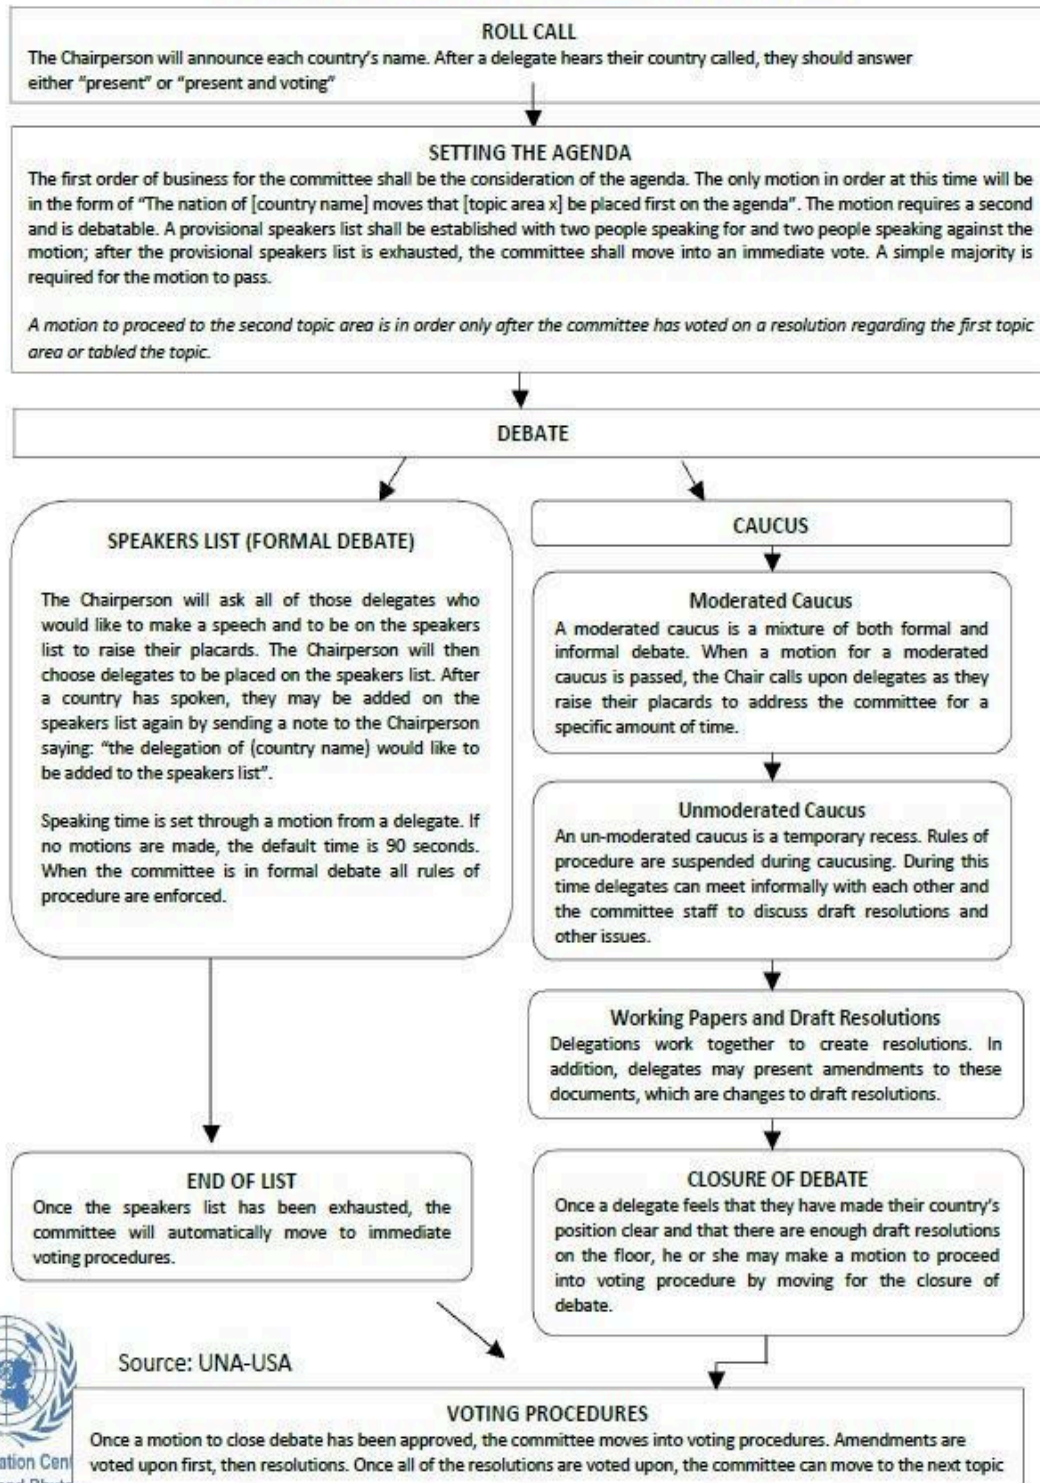 ROLL CALL
The Chairperson will announce each country's name. After a delegate hears their country called, they should answer
either "present" or "present and voting"
SETTING THE AGENDA
The first order of business for the committee shall be the consideration of the agenda. The only motion in order at this time will be
in the form of "The nation of [country name] moves that [topic area x] be placed first on the agenda". The motion requires a second
and is debatable. A provisional speakers list shall be established with two people speaking for and two people speaking against the
motion; after the provisional speakers list is exhausted, the committee shall move into an immediate vote. A simple majority is
required for the motion to pass.
A motion to proceed to the second topic area is in order only after the committee has voted on a resolution regarding the first topic
area or tabled the topic.
DEBATE
SPEAKERS LIST (FORMAL DEBATE)
The Chairperson will ask all of those delegates who
would like to make a speech and to be on the speakers
list to raise their placards. The Chairperson will then
choose delegates to be placed on the speakers list. After
a country has spoken, they may be added on the
speakers list again by sending a note to the Chairperson
saying: "the delegation of (country name) would like to
be added to the speakers list".
Speaking time is set through a motion from a delegate. If
no motions are made, the default time is 90 seconds.
When the committee is in formal debate all rules of
procedure are enforced.
END OF LIST
Once the speakers list has been exhausted, the
committee will automatically move to immediate
voting procedures.
CAUCUS
Moderated Caucus
A moderated caucus is a mixture of both formal and
informal debate. When a motion for a moderated
caucus is passed, the Chair calls upon delegates as they
raise their placards to address the committee for a
specific amount of time.
Unmoderated Caucus
An un-moderated caucus is a temporary recess. Rules of
procedure are suspended during caucusing. During this
time delegates can meet informally with each other and
the committee staff to discuss draft resolutions and
other issues.
Working Papers and Draft Resolutions
Delegations work together to create resolutions. In
addition, delegates may present amendments to these
documents, which are changes to draft resolutions.
CLOSURE OF DEBATE
Once a delegate feels that they have made their country's
position clear and that there are enough draft resolutions
on the floor, he or she may make a motion to proceed
into voting procedure by moving for the closure of
debate.
Source: UNA-USA
VOTING PROCEDURES
Once a motion to close debate has been approved, the committee moves into voting procedures. Amendments are
voted upon first, then resolutions. Once all of the resolutions are voted upon, the committee can move to the next topic